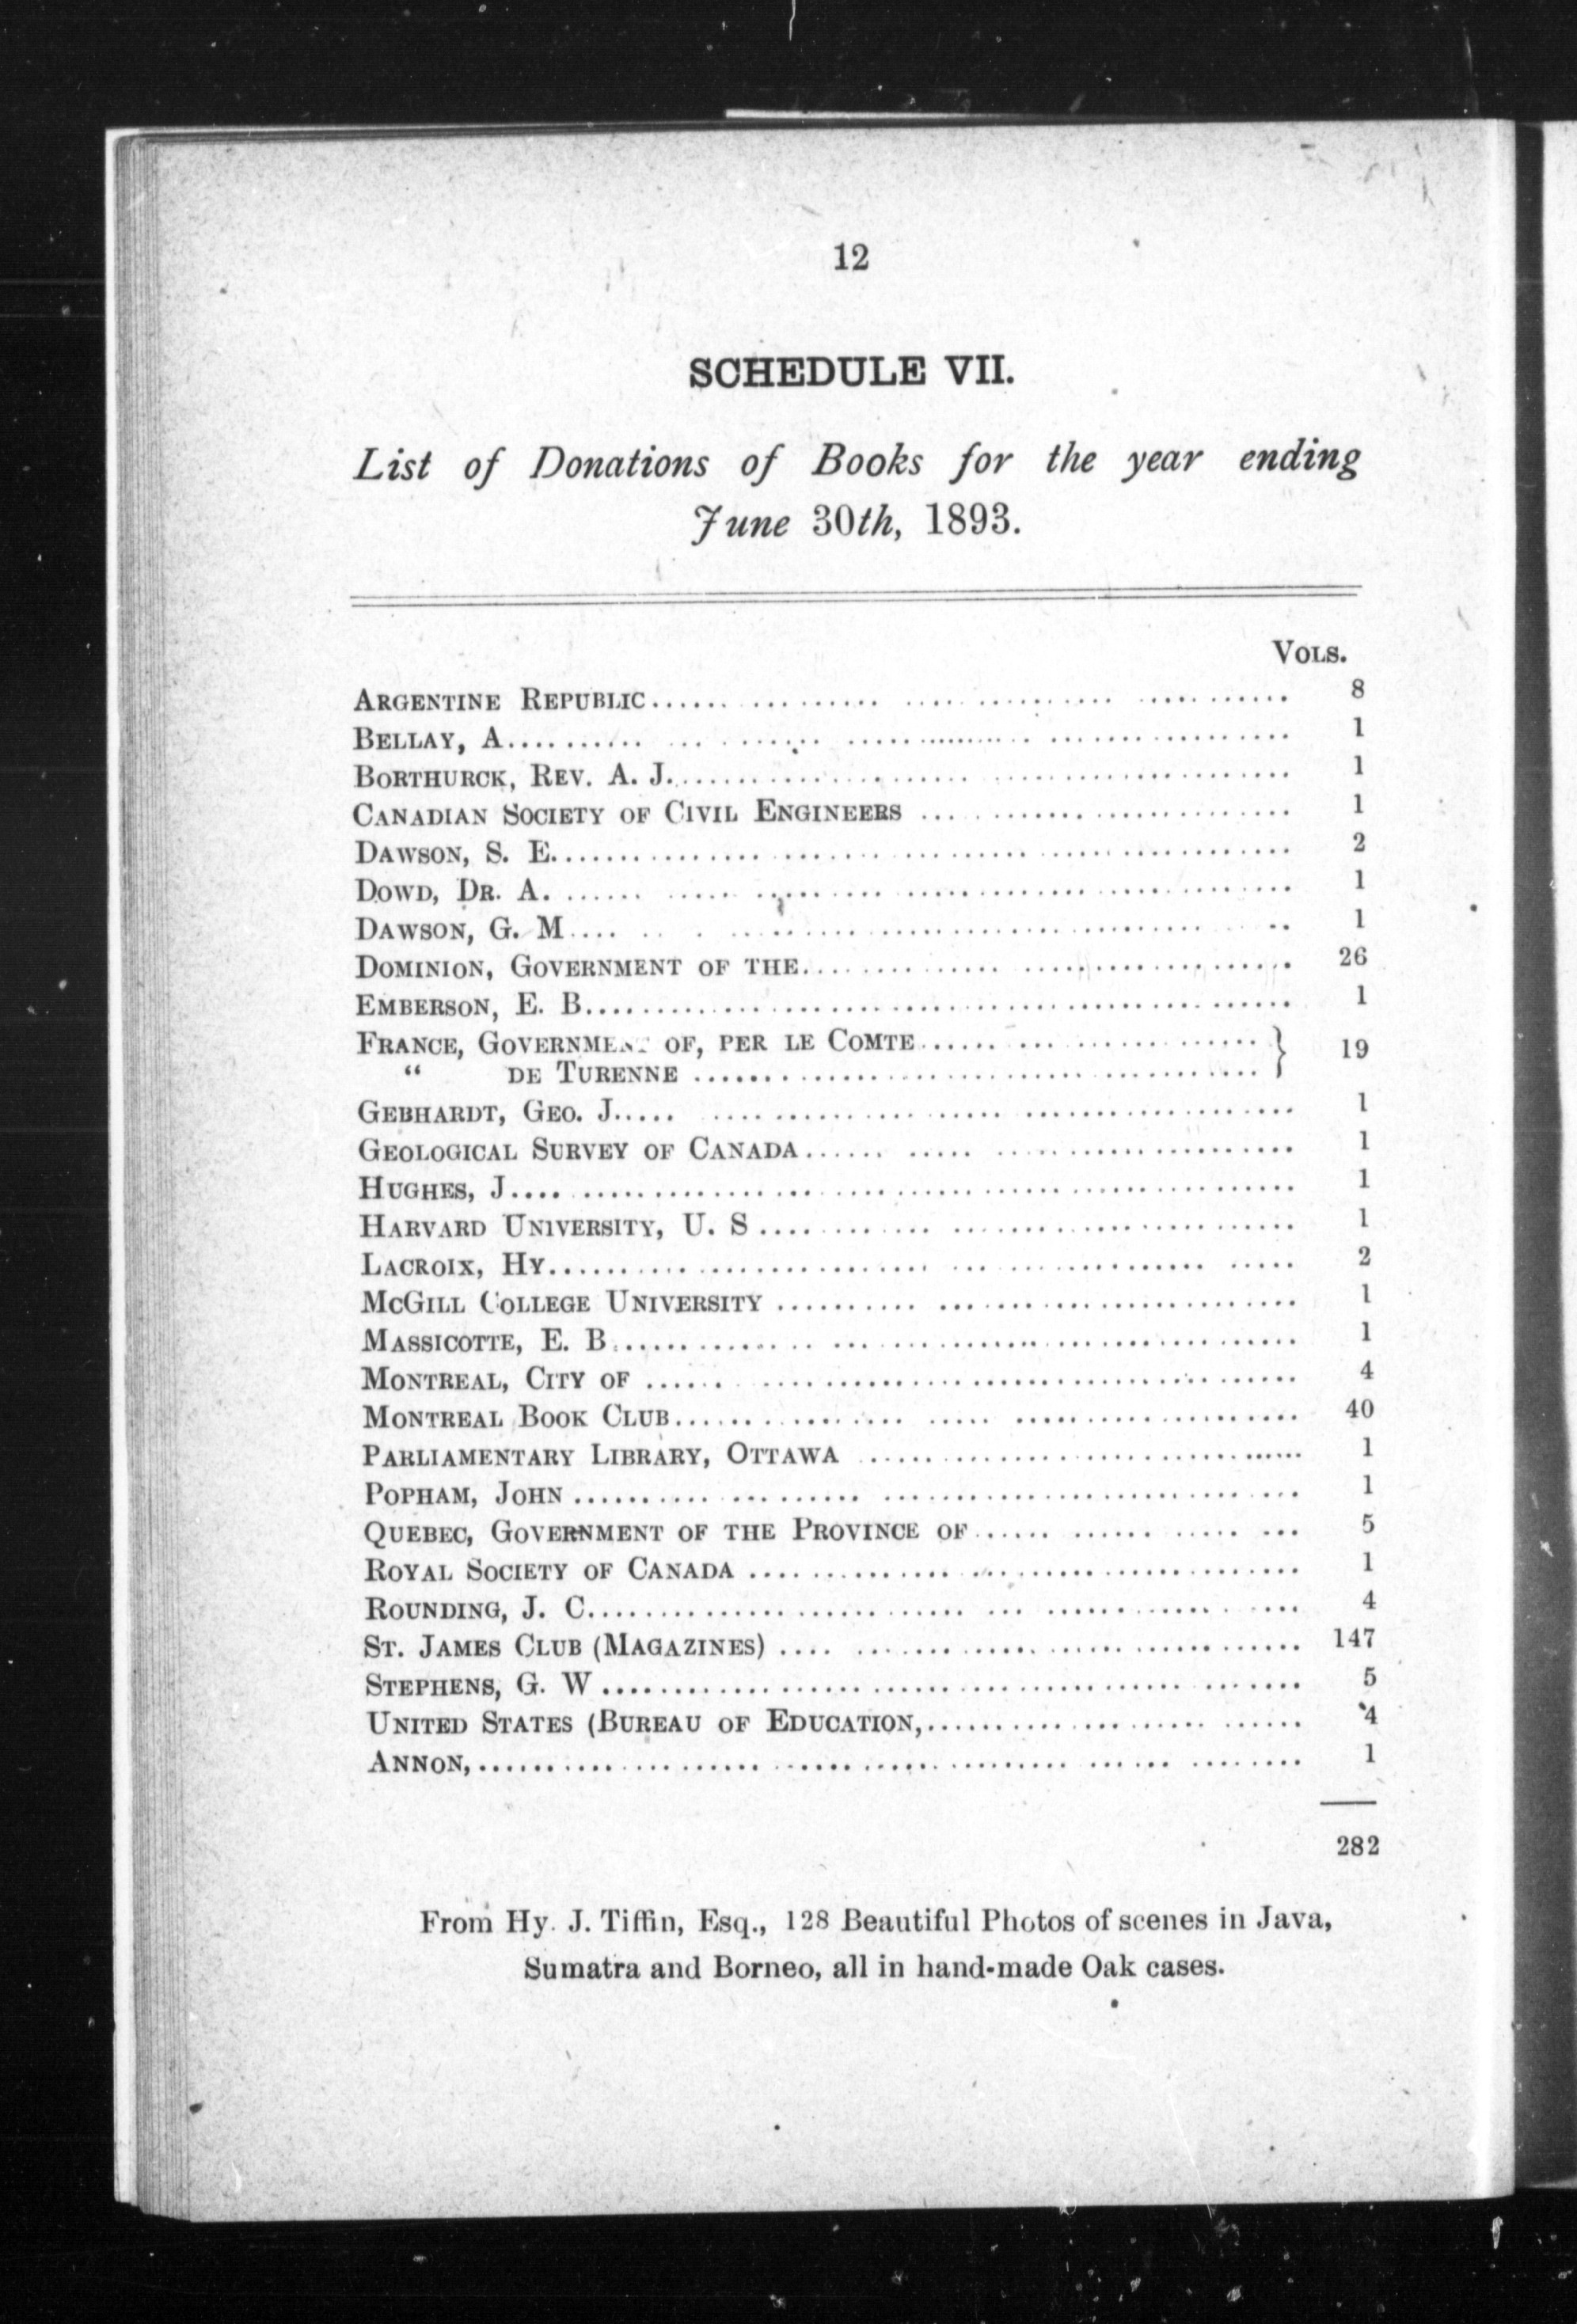 12
SCHEDULE VII.
List of Donations of Books for the year ending
June 30th, 1893.
VOLS.
ARGENTINE REPUBLIC........ 8
BELLAY, A........ 1
BORTHURCK, REV. A. J........ 1
CANADIAN SOCIETY OF CIVIL ENGINEERS ........ 1
DAWSON, S. E........ 2
DOWD, DR. A........ 1
DAWSON, G. M........ 1
DOMINION, GOVERNMENT OF THE........ 26
EMBERSON, E. B........ 1
FRANCE, GOVERNMENT OF, PER LE COMTE........ } 19
“ DE TURENNE ........
GEBHARDT, GEO. J........ 1
GEOLOGICAL SURVEY OF CANADA........ 1
HUGHES, J........ 1
HARVARD UNIVERSITY, U. S ........ 1
LACROIX, HY........ 2
MCGILL COLLEGE UNIVERSITY ........ 1
MASSICOTTE, E. B........ 1
MONTREAL, CITY OF ........ 4
MONTREAL BOOK CLUB........ 40
PARLIAMENTARY LIBRARY, OTTAWA ........ 1
POPHAM, JOHN ........ 1
QUEBEC, GOVERNMENT OF THE PROVINCE OF........ 5
ROYAL SOCIETY OF CANADA ........ 1
ROUNDING, J. C........ 4
ST. JAMES CLUB (MAGAZINES) ........ 147
STEPHENS, G. W ........ 5
UNITED STATES (BUREAU OF EDUCATION,........ 4
ANNON,........ 1
282
From Hy. J. Tiffin, Esq., 128 Beautiful Photos of scenes in Java,
Sumatra and Borneo, all in hand-made Oak cases.